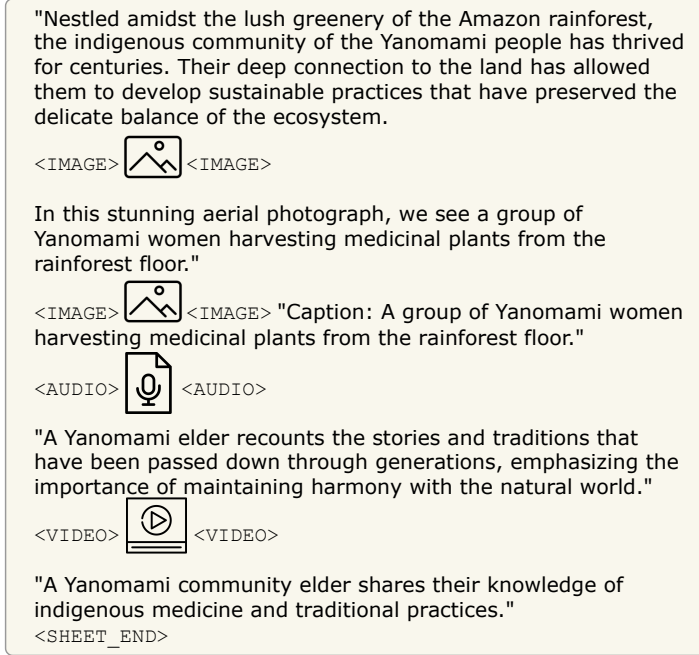 "Nestled amidst the lush greenery of the Amazon rainforest,
the indigenous community of the Yanomami people has thrived
for centuries. Their deep connection to the land has allowed
them to develop sustainable practices that have preserved the
delicate balance of the ecosystem.
<IMAGE> <IMAGE>
In this stunning aerial photograph, we see a group of
Yanomami women harvesting medicinal plants from the
rainforest floor."
<IMAGE> <IMAGE> "Caption: A group of Yanomami women
harvesting medicinal plants from the rainforest floor."
<AUDIO> <AUDIO>
"A Yanomami elder recounts the stories and traditions that
have been passed down through generations, emphasizing the
importance of maintaining harmony with the natural world."
<VIDEO> <VIDEO>
"A Yanomami community elder shares their knowledge of
indigenous medicine and traditional practices."
<SHEET_END>